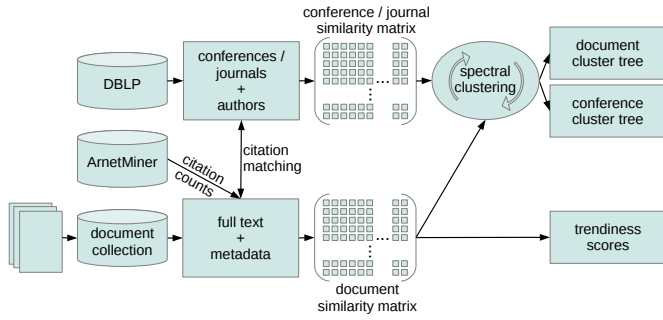 conference / journal
similarity matrix
DBLP
conferences /
journals
+
authors
spectral
clustering
document
cluster tree
conference
cluster tree
ArnetMiner
citation
counts
citation
matching
document
collection
full text
+
metadata
trendiness
scores
document
similarity matrix